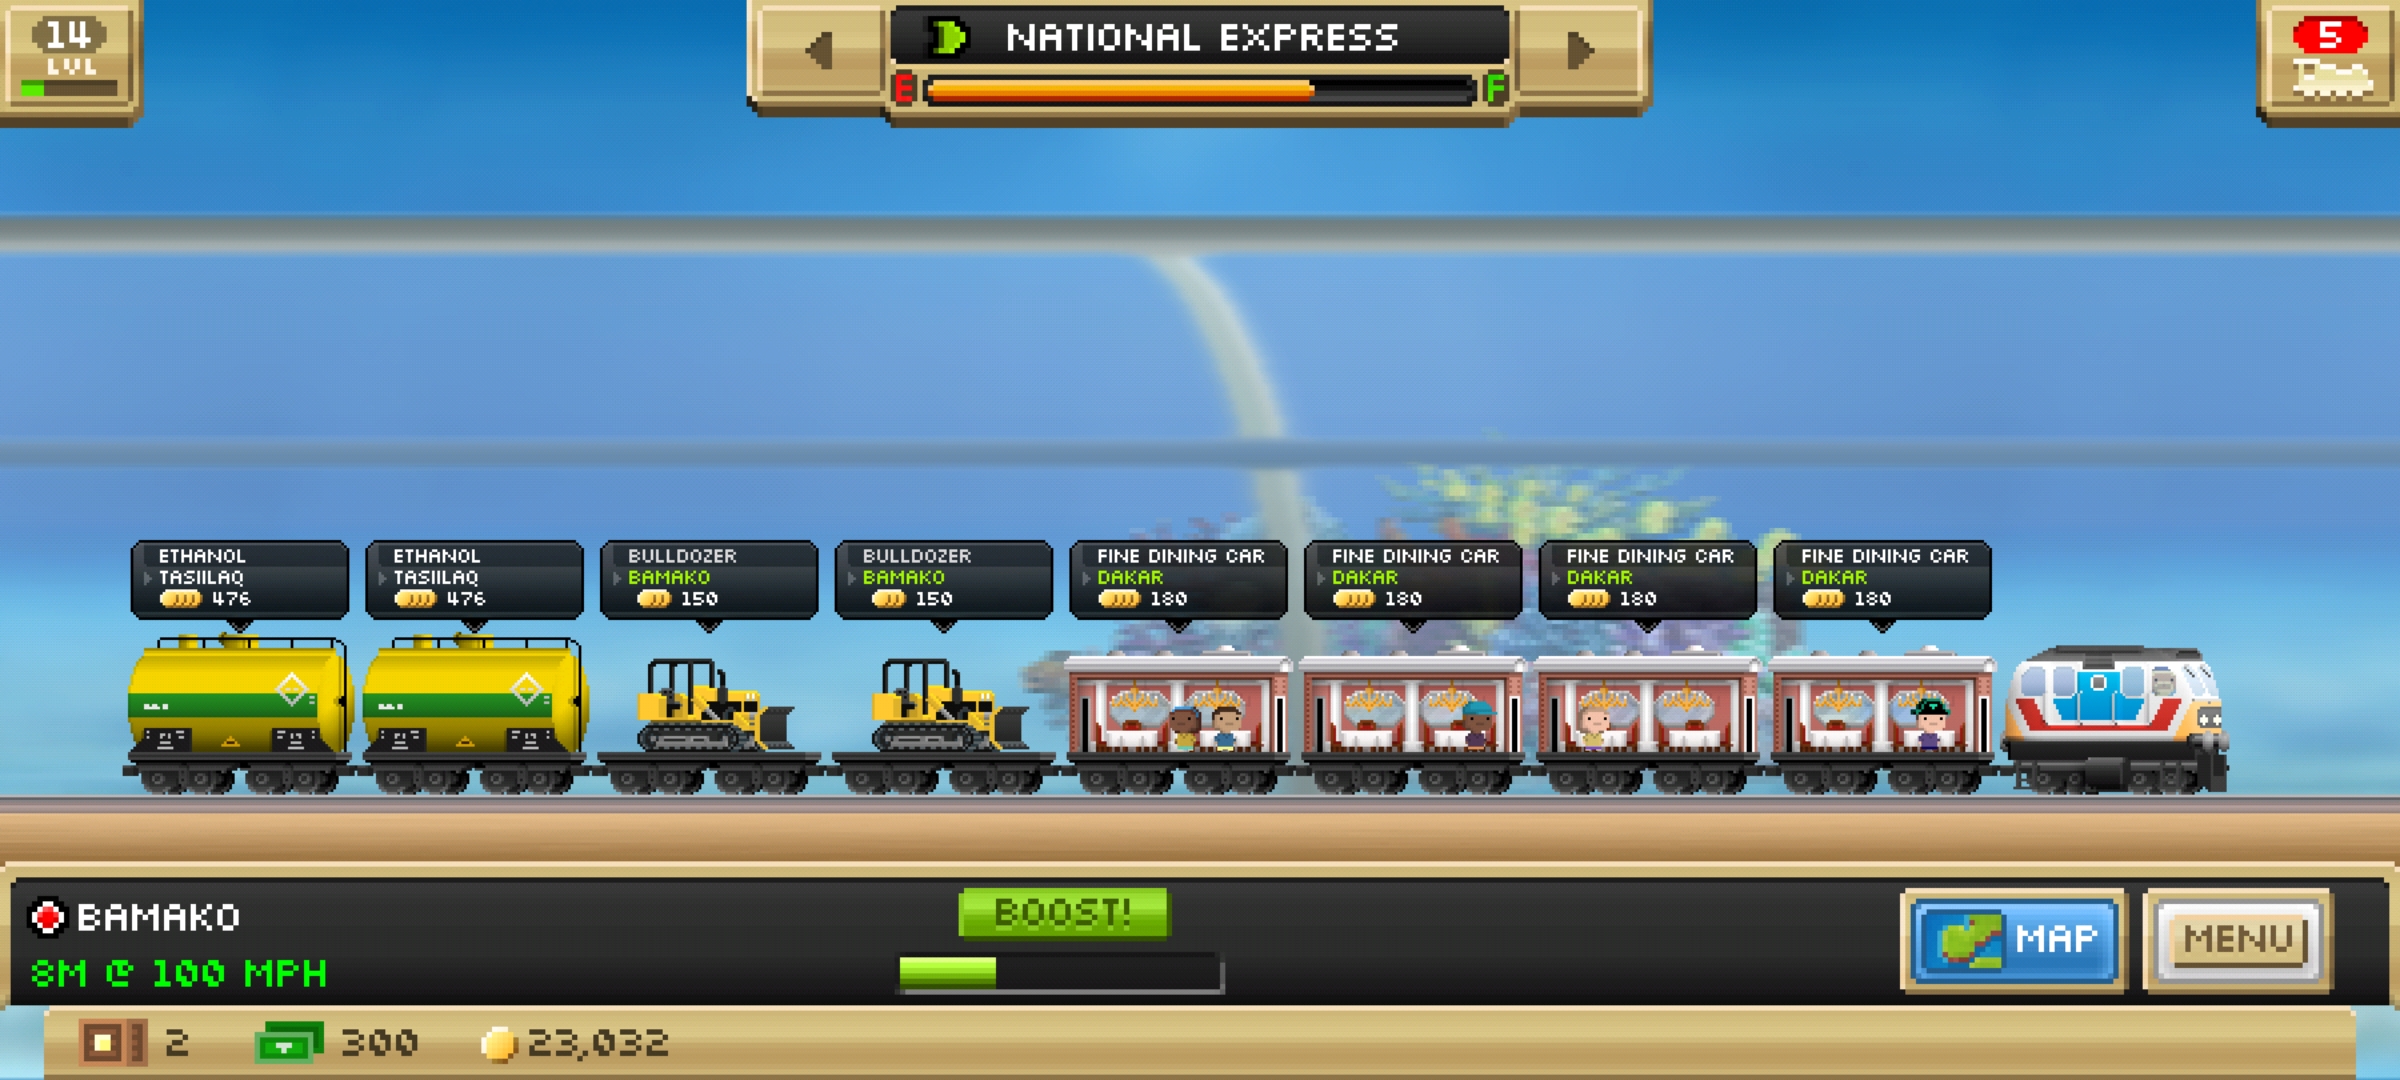 14
LVL
NATIONAL EXPRESS
E
F
5
ETHANOL
TASIILAQ
476
ETHANOL
TASIILAQ
476
BULLDOZER
BAMAKO
150
BULLDOZER
BAMAKO
150
FINE DINING CAR
DAKAR
180
FINE DINING CAR
DAKAR
180
FINE DINING CAR
DAKAR
180
FINE DINING CAR
DAKAR
180
BAMAKO
8M @ 100 MPH
BOOST!
MAP
MENU
2
300
23,032